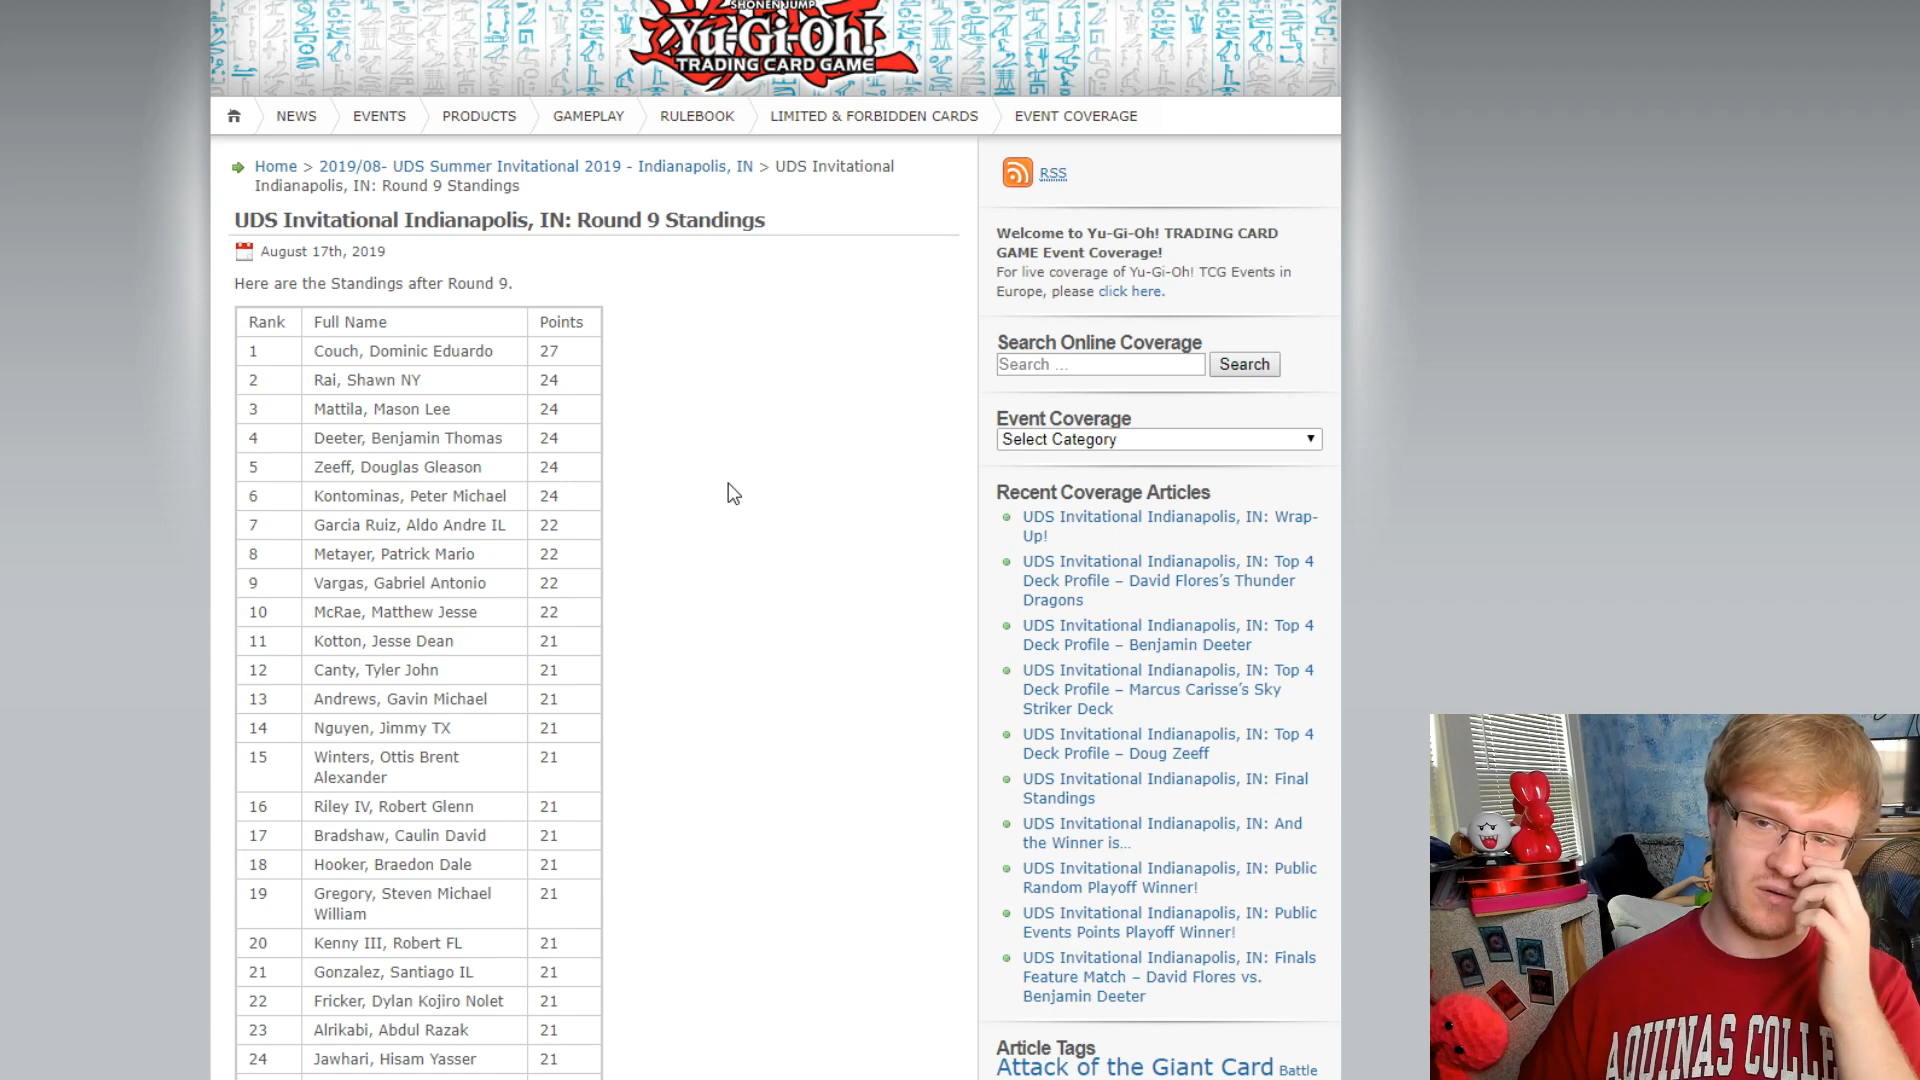 SHONEN JUMP
Yu-Gi-Oh!
TRADING CARD GAME
NEWS
EVENTS
PRODUCTS
GAMEPLAY
RULEBOOK
LIMITED & FORBIDDEN CARDS
EVENT COVERAGE
Home > 2019/08- UDS Summer Invitational 2019 - Indianapolis, IN > UDS Invitational
Indianapolis, IN: Round 9 Standings
UDS Invitational Indianapolis, IN: Round 9 Standings
August 17th, 2019
Here are the Standings after Round 9.
Rank Full Name Points
1 Couch, Dominic Eduardo 27
2 Rai, Shawn NY 24
3 Mattila, Mason Lee 24
4 Deeter, Benjamin Thomas 24
5 Zeeff, Douglas Gleason 24
6 Kontominas, Peter Michael 24
7 Garcia Ruiz, Aldo Andre IL 22
8 Metayer, Patrick Mario 22
9 Vargas, Gabriel Antonio 22
10 McRae, Matthew Jesse 22
11 Kotton, Jesse Dean 21
12 Canty, Tyler John 21
13 Andrews, Gavin Michael 21
14 Nguyen, Jimmy TX 21
15 Winters, Ottis Brent 21
Alexander
16 Riley IV, Robert Glenn 21
17 Bradshaw, Caulin David 21
18 Hooker, Braedon Dale 21
19 Gregory, Steven Michael 21
William
20 Kenny III, Robert FL 21
21 Gonzalez, Santiago IL 21
22 Fricker, Dylan Kojiro Nolet 21
23 Alrikabi, Abdul Razak 21
24 Jawhari, Hisam Yasser 21
RSS
Welcome to Yu-Gi-Oh! TRADING CARD
GAME Event Coverage!
For live coverage of Yu-Gi-Oh! TCG Events in
Europe, please click here.
Search Online Coverage
Search ... Search
Event Coverage
Select Category
Recent Coverage Articles
UDS Invitational Indianapolis, IN: Wrap-
Up!
UDS Invitational Indianapolis, IN: Top 4
Deck Profile – David Flores's Thunder
Dragons
UDS Invitational Indianapolis, IN: Top 4
Deck Profile – Benjamin Deeter
UDS Invitational Indianapolis, IN: Top 4
Deck Profile – Marcus Carisse's Sky
Striker Deck
UDS Invitational Indianapolis, IN: Top 4
Deck Profile – Doug Zeeff
UDS Invitational Indianapolis, IN: Final
Standings
UDS Invitational Indianapolis, IN: And
the Winner is…
UDS Invitational Indianapolis, IN: Public
Random Playoff Winner!
UDS Invitational Indianapolis, IN: Public
Events Points Playoff Winner!
UDS Invitational Indianapolis, IN: Finals
Feature Match – David Flores vs.
Benjamin Deeter
Article Tags
Attack of the Giant Card Battle
AQUINAS COLLE